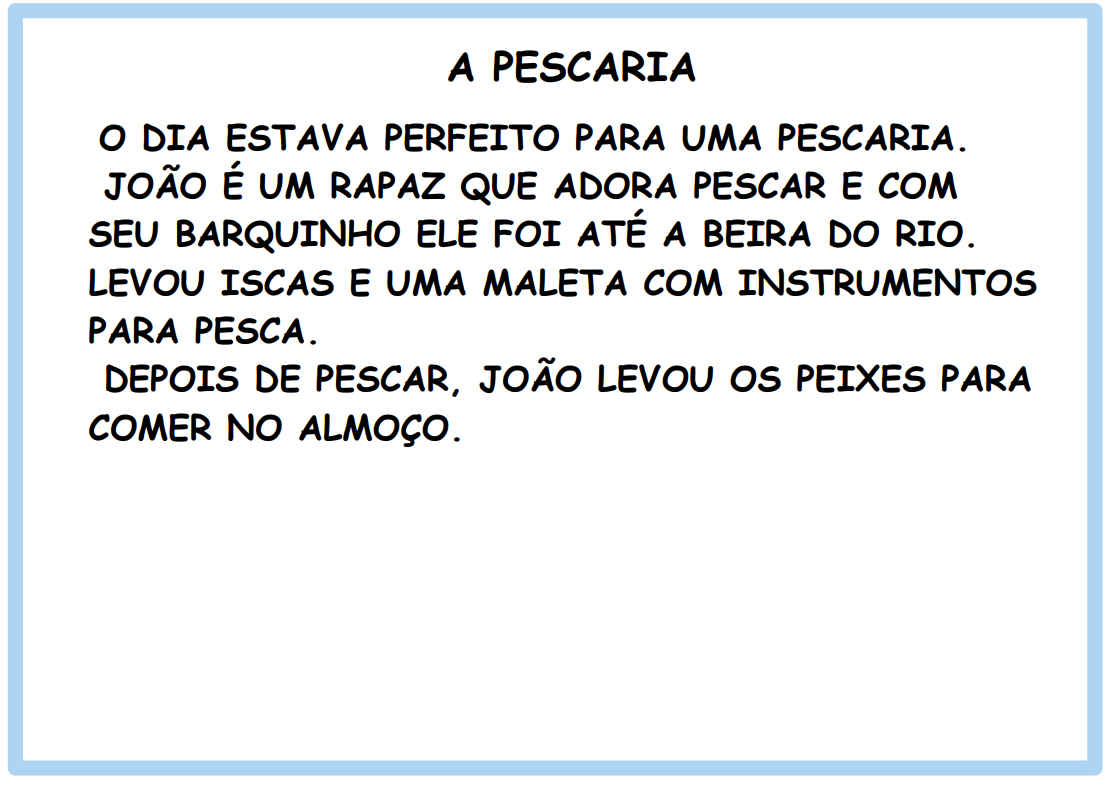 A PESCARIA
O DIA ESTAVA PERFEITO PARA UMA PESCARIA.
JOÃO É UM RAPAZ QUE ADORA PESCAR E COM
SEU BARQUINHO ELE FOI ATÉ A BEIRA DO RIO.
LEVOU ISCAS E UMA MALETA COM INSTRUMENTOS
PARA PESCA.
DEPOIS DE PESCAR, JOÃO LEVOU OS PEIXES PARA
COMER NO ALMOÇO.